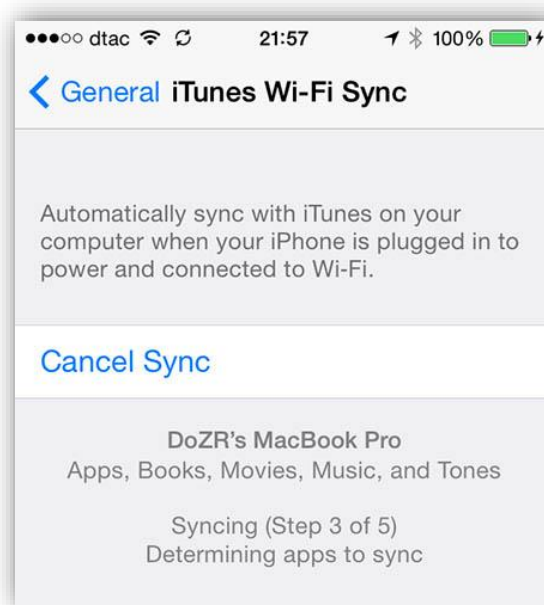 dtac 21:57 100%
General iTunes Wi-Fi Sync
Automatically sync with iTunes on your
computer when your iPhone is plugged in to
power and connected to Wi-Fi.
Cancel Sync
DoZR's MacBook Pro
Apps, Books, Movies, Music, and Tones
Syncing (Step 3 of 5)
Determining apps to sync